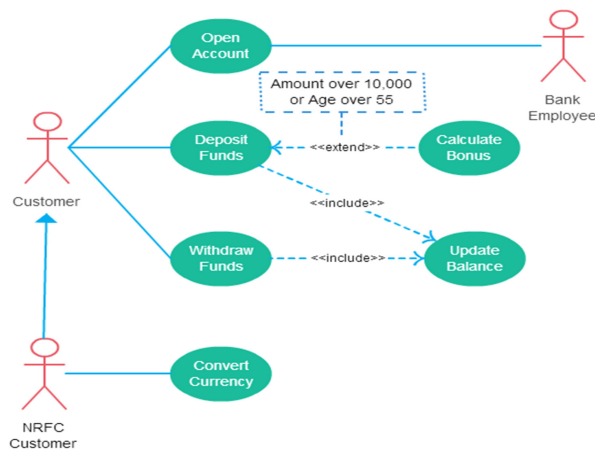 Open
Account
Amount over 10,000
or Age over 55
Bank
Employee
Deposit
Funds
<<extend>>
Calculate
Bonus
Customer
<<include>>
Withdraw
Funds
<<include>>
Update
Balance
Convert
Currency
NRFC
Customer